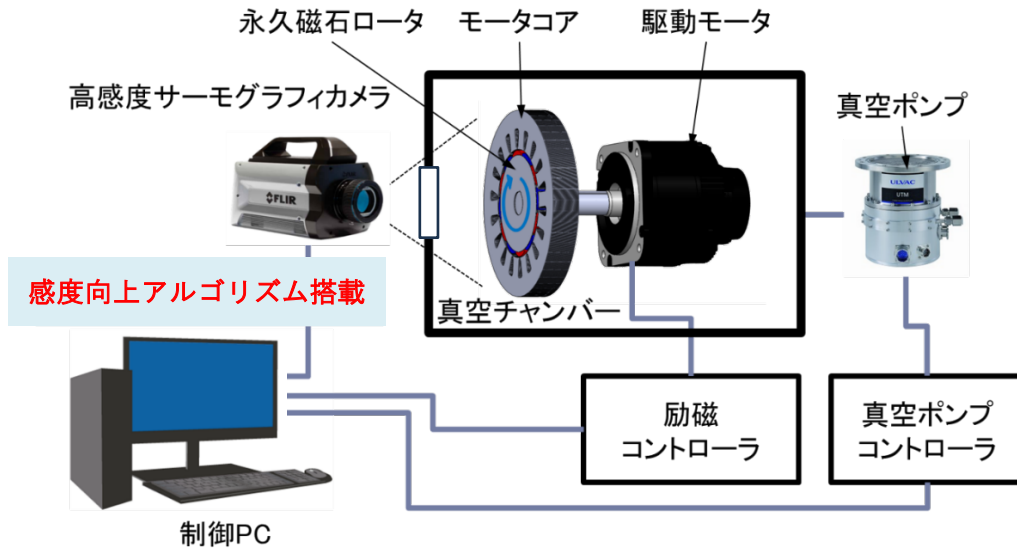 永久磁石ロータ
モータコア
駆動モータ
高感度サーモグラフィカメラ
真空ポンプ
FLIR
ULVAC
UTM
感度向上アルゴリズム搭載
真空チャンバー
励磁
コントローラ
真空ポンプ
コントローラ
制御PC